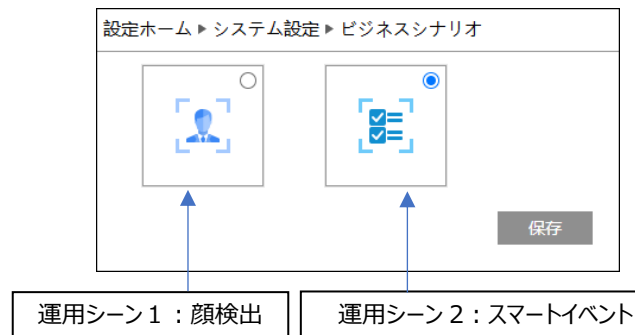 設定ホーム ▶ システム設定 ▶ ビジネスシナリオ
保存
運用シーン１：顔検出
運用シーン２：スマートイベント